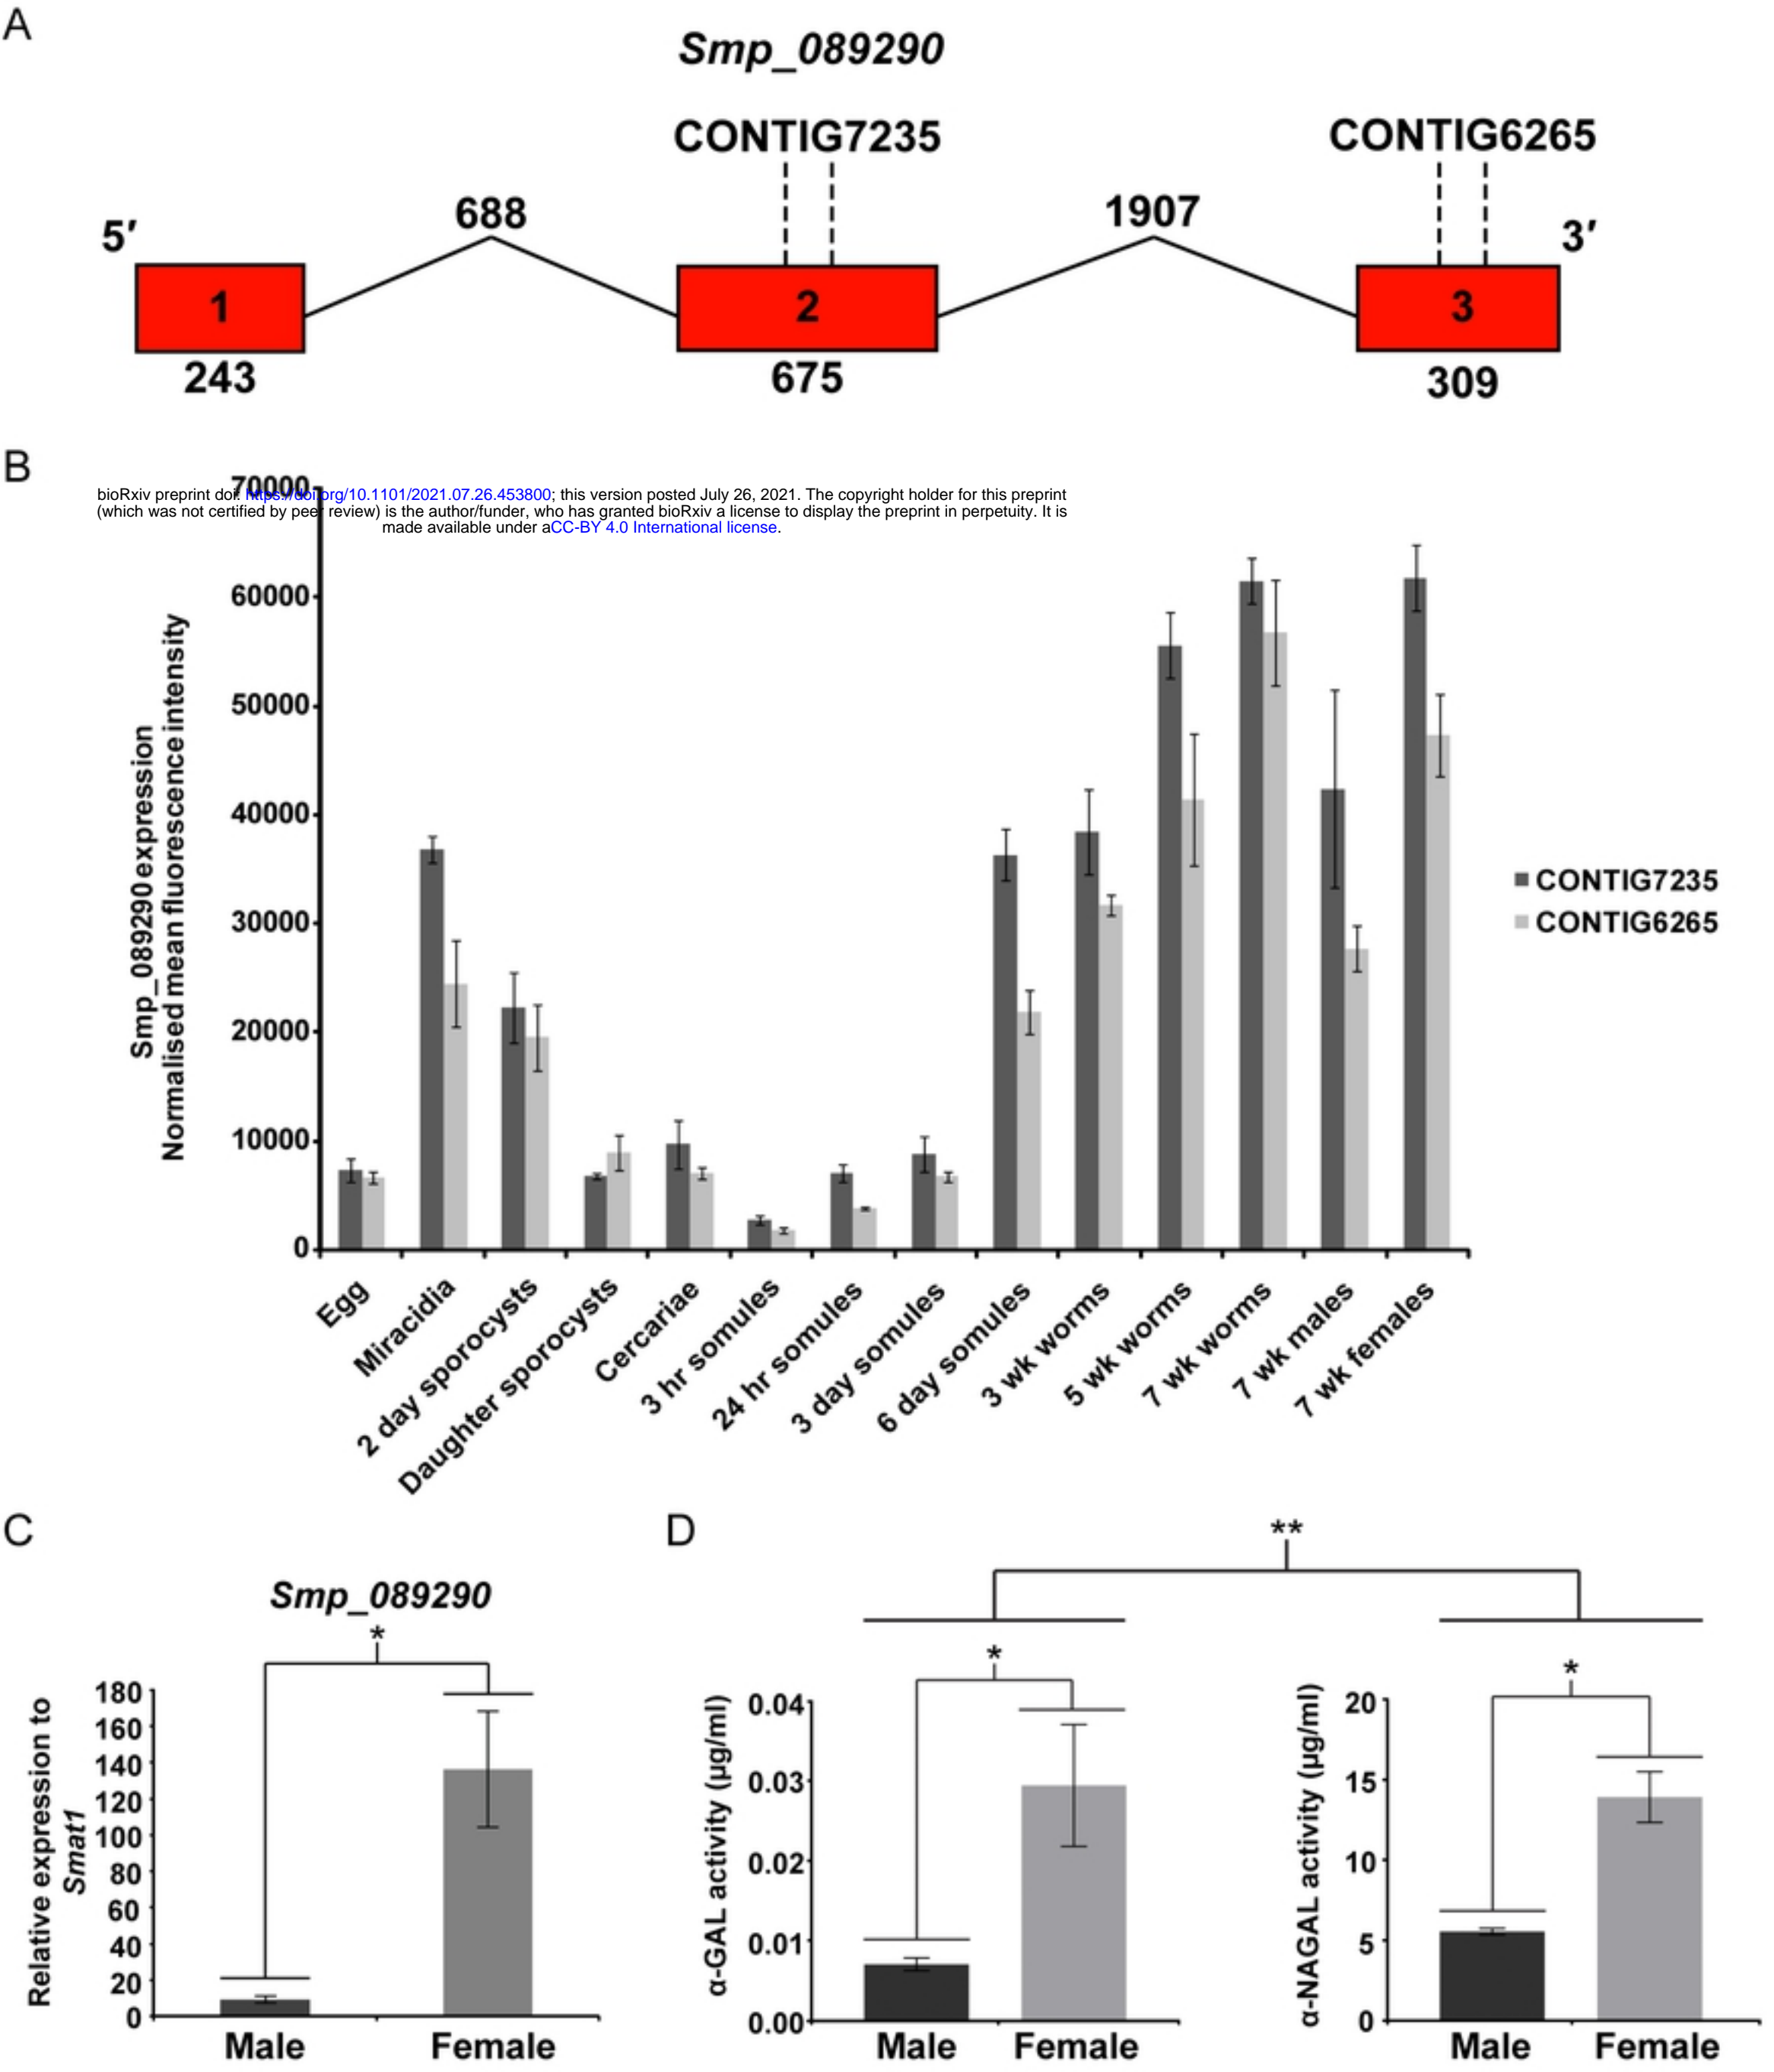 A
Smp_089290
CONTIG7235
CONTIG6265
5′
688
1907
3′
1
2
3
243
675
309
B
70000
bioRxiv preprint doi: https://doi.org/10.1101/2021.07.26.453800; this version posted July 26, 2021. The copyright holder for this preprint
(which was not certified by peer review) is the author/funder, who has granted bioRxiv a license to display the preprint in perpetuity. It is
made available under aCC-BY 4.0 International license.
60000
50000
40000
30000
20000
10000
0
Smp_089290 expression
Normalised mean fluorescence intensity
CONTIG7235
CONTIG6265
Egg
Miracidia
2 day sporocysts
Daughter sporocysts
Cercariae
3 hr somules
24 hr somules
3 day somules
6 day somules
3 wk worms
5 wk worms
7 wk worms
7 wk males
7 wk females
C
Smp_089290
*
Relative expression to
Smat1
180
160
140
120
100
80
60
40
20
0
Male
Female
D
**
*
α-GAL activity (µg/ml)
0.04
0.03
0.02
0.01
0.00
Male
Female
*
α-NAGAL activity (µg/ml)
20
15
10
5
0
Male
Female